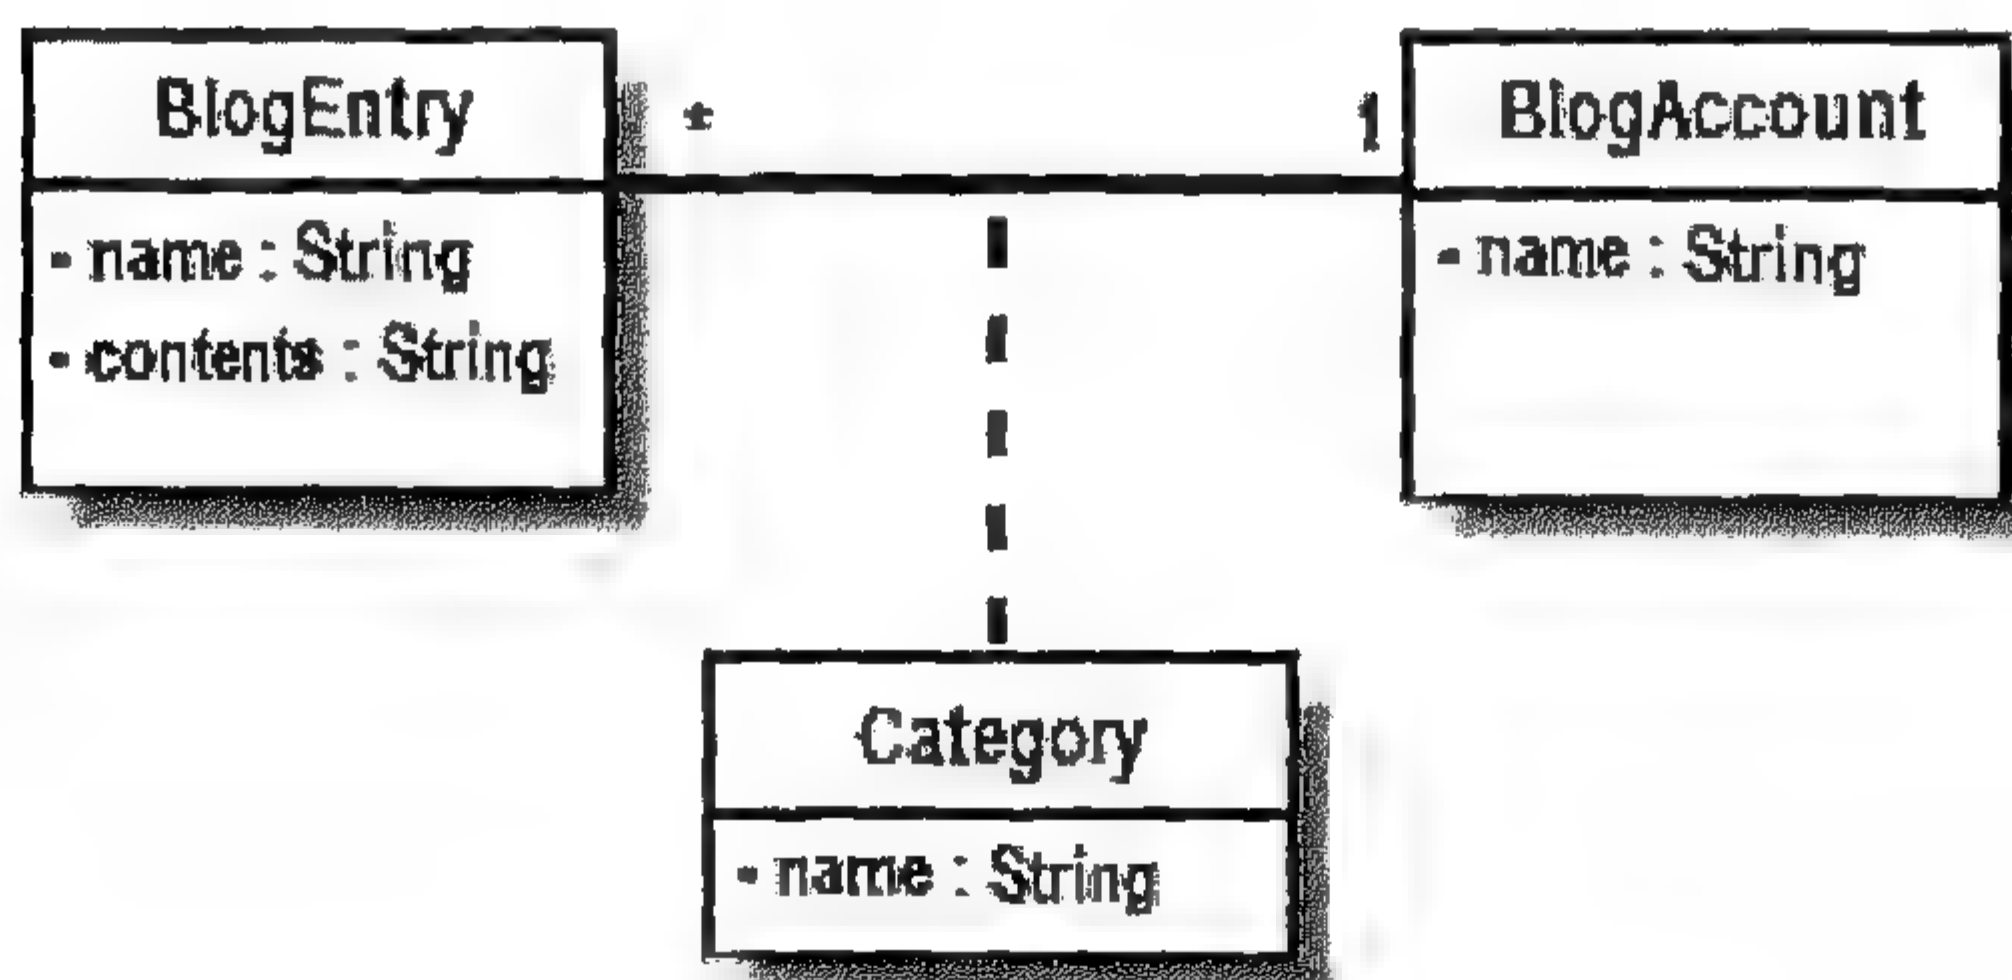 BlogEntry
* 1
BlogAccount
- name : String
- contents : String
- name : String
Category
- name : String